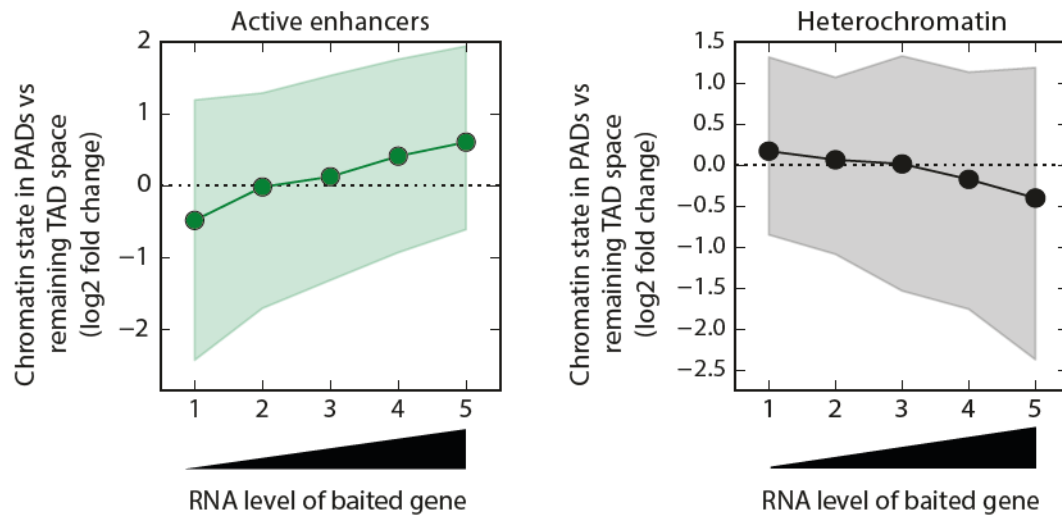 Active enhancers
Chromatin state in PADs vs
remaining TAD space
(log2 fold change)
2
1
0
−1
−2
1 2 3 4 5
RNA level of baited gene
Heterochromatin
Chromatin state in PADs vs
remaining TAD space
(log2 fold change)
1.5
1.0
0.5
0.0
−0.5
−1.0
−1.5
−2.0
−2.5
1 2 3 4 5
RNA level of baited gene